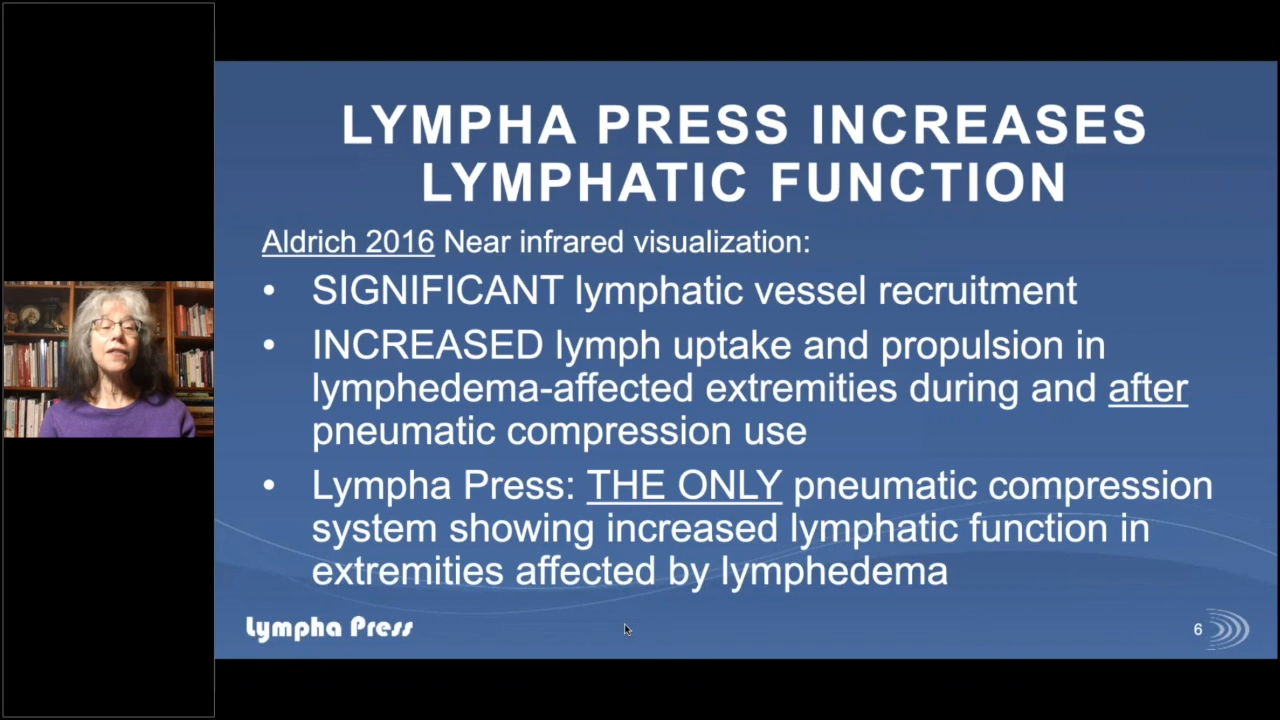 LYMPHA PRESS INCREASES
LYMPHATIC FUNCTION
Aldrich 2016 Near infrared visualization:
• SIGNIFICANT lymphatic vessel recruitment
• INCREASED lymph uptake and propulsion in
lymphedema-affected extremities during and after
pneumatic compression use
• Lympha Press: THE ONLY pneumatic compression
system showing increased lymphatic function in
extremities affected by lymphedema
Lympha Press
6